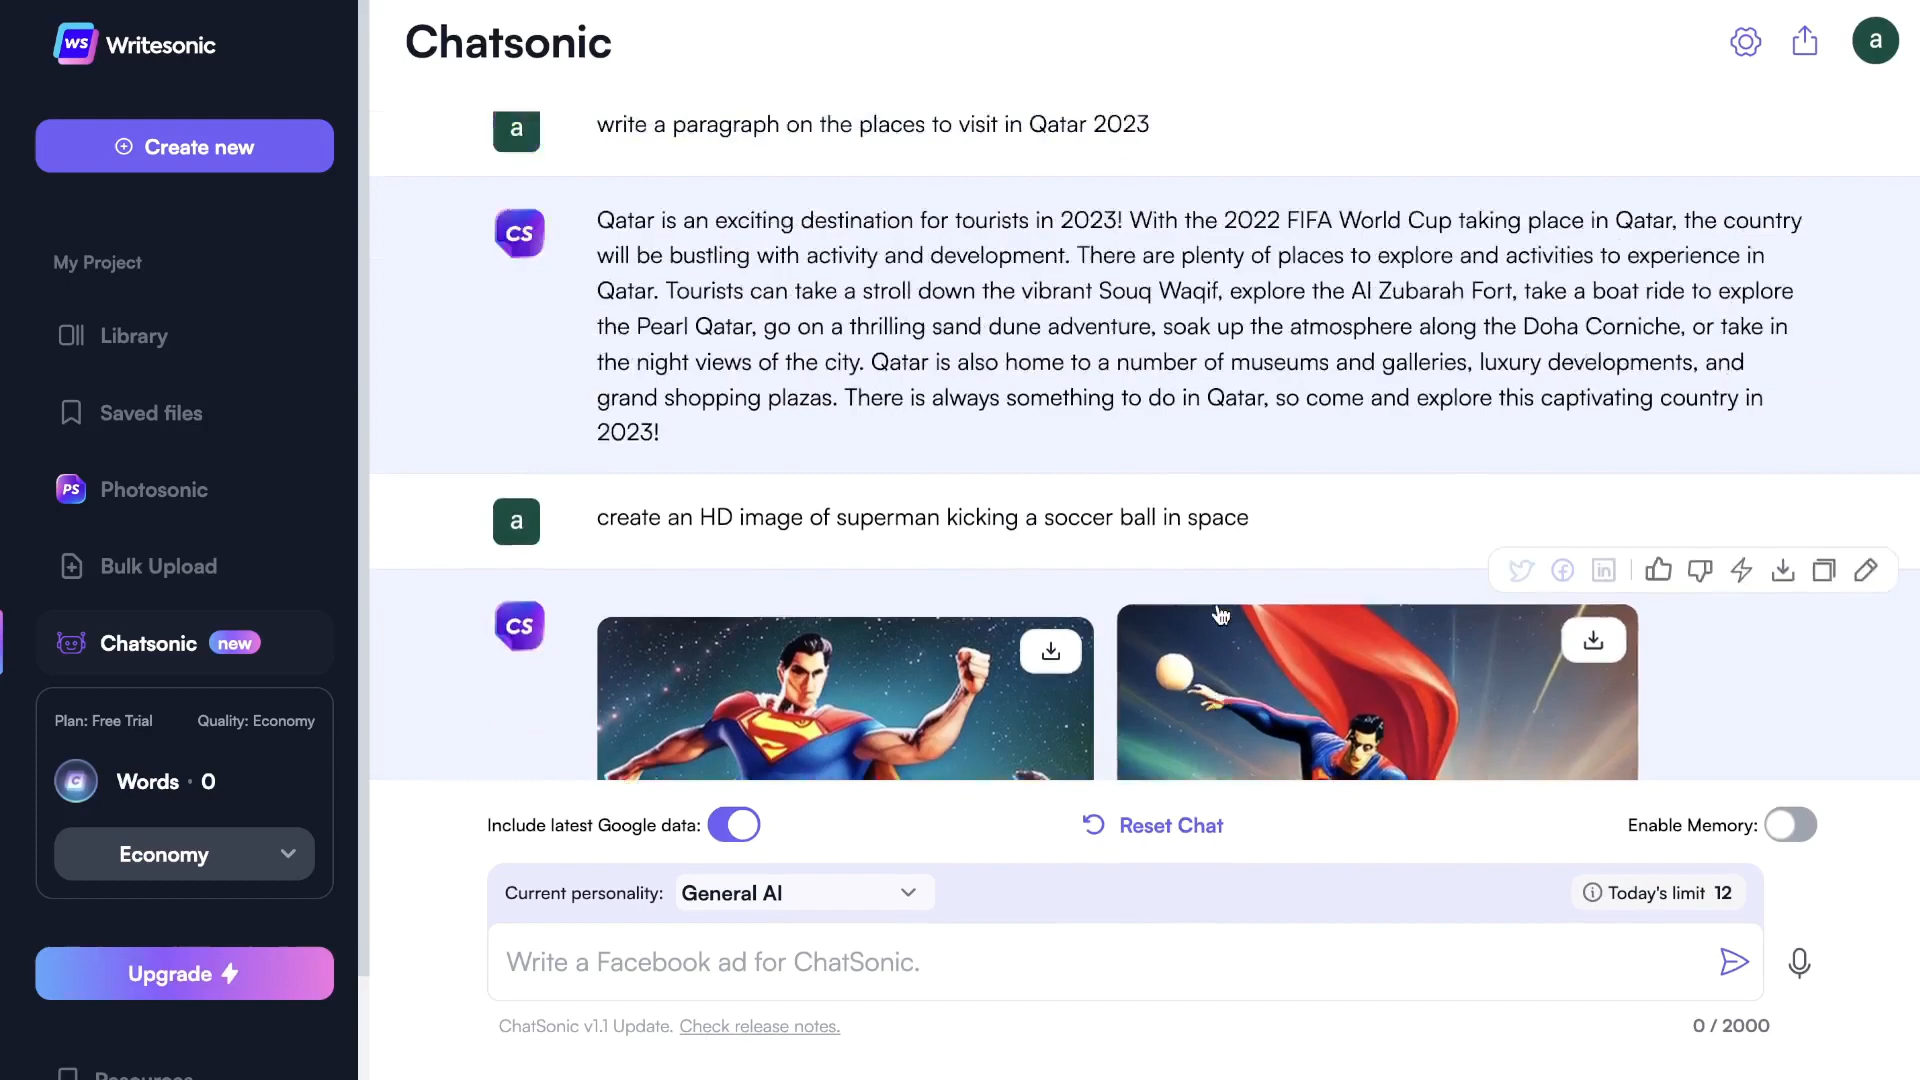 WS Writesonic
Chatsonic
a
Create new
a
write a paragraph on the places to visit in Qatar 2023
CS
Qatar is an exciting destination for tourists in 2023! With the 2022 FIFA World Cup taking place in Qatar, the country
will be bustling with activity and development. There are plenty of places to explore and activities to experience in
Qatar. Tourists can take a stroll down the vibrant Souq Waqif, explore the Al Zubarah Fort, take a boat ride to explore
the Pearl Qatar, go on a thrilling sand dune adventure, soak up the atmosphere along the Doha Corniche, or take in
the night views of the city. Qatar is also home to a number of museums and galleries, luxury developments, and
grand shopping plazas. There is always something to do in Qatar, so come and explore this captivating country in
2023!
My Project
Library
Saved files
PS Photosonic
Bulk Upload
Chatsonic new
a
create an HD image of superman kicking a soccer ball in space
CS
Plan: Free Trial Quality: Economy
Words · 0
Economy
Upgrade
Resources
Include latest Google data:
Reset Chat
Enable Memory:
Current personality: General AI
Today's limit 12
Write a Facebook ad for ChatSonic.
ChatSonic v1.1 Update. Check release notes.
0 / 2000